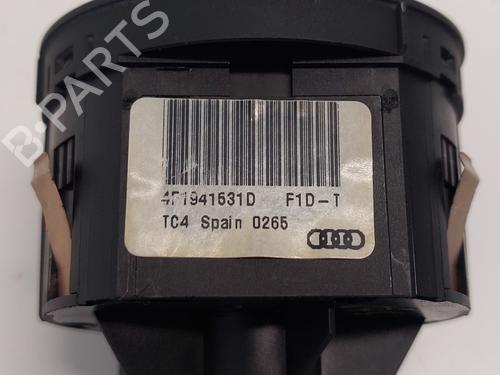 B-PARTS
4F1941531D F1D-T
TC4 Spain 0265